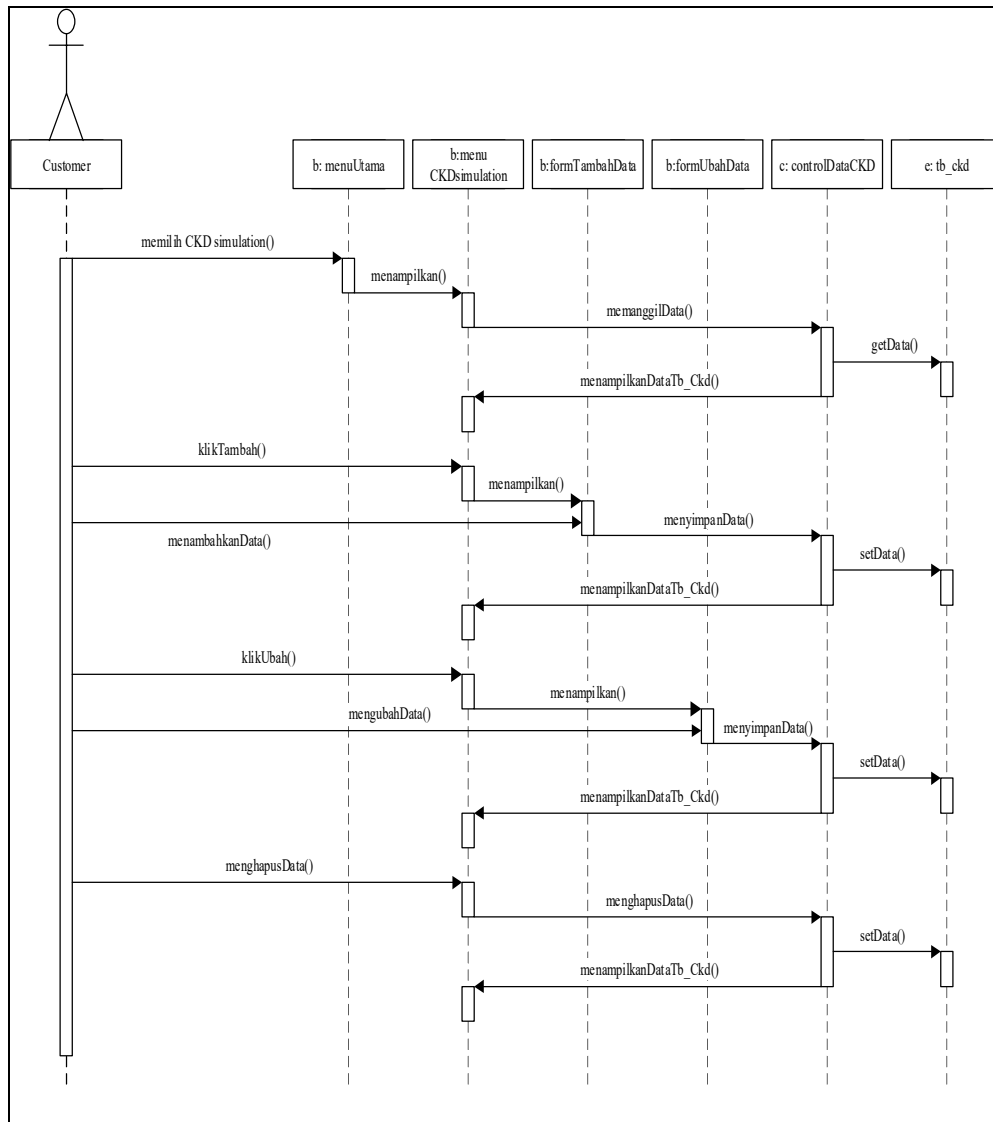 Customer
b: menuUtama
b:menu
CKDsimulation
b:formTambahData
b:formUbahData
c: controlDataCKD
e: tb_ckd
memilih CKD simulation()
menampilkan()
memanggilData()
getData()
menampilkanDataTb_Ckd()
klikTambah()
menampilkan()
menambahkanData()
menyimpanData()
setData()
menampilkanDataTb_Ckd()
klikUbah()
menampilkan()
mengubahData()
menyimpanData()
setData()
menampilkanDataTb_Ckd()
menghapusData()
menghapusData()
setData()
menampilkanDataTb_Ckd()